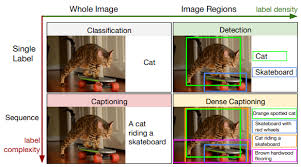 Whole Image
Image Regions
label density
Single
Label
Classification
Cat
Detection
Cat
Skateboard
Sequence
label
complexity
Captioning
A cat
riding a
skateboard
Dense Captioning
Orange spotted cat
Skateboard with
red wheels
Cat riding a
skateboard
Brown hardwood
flooring